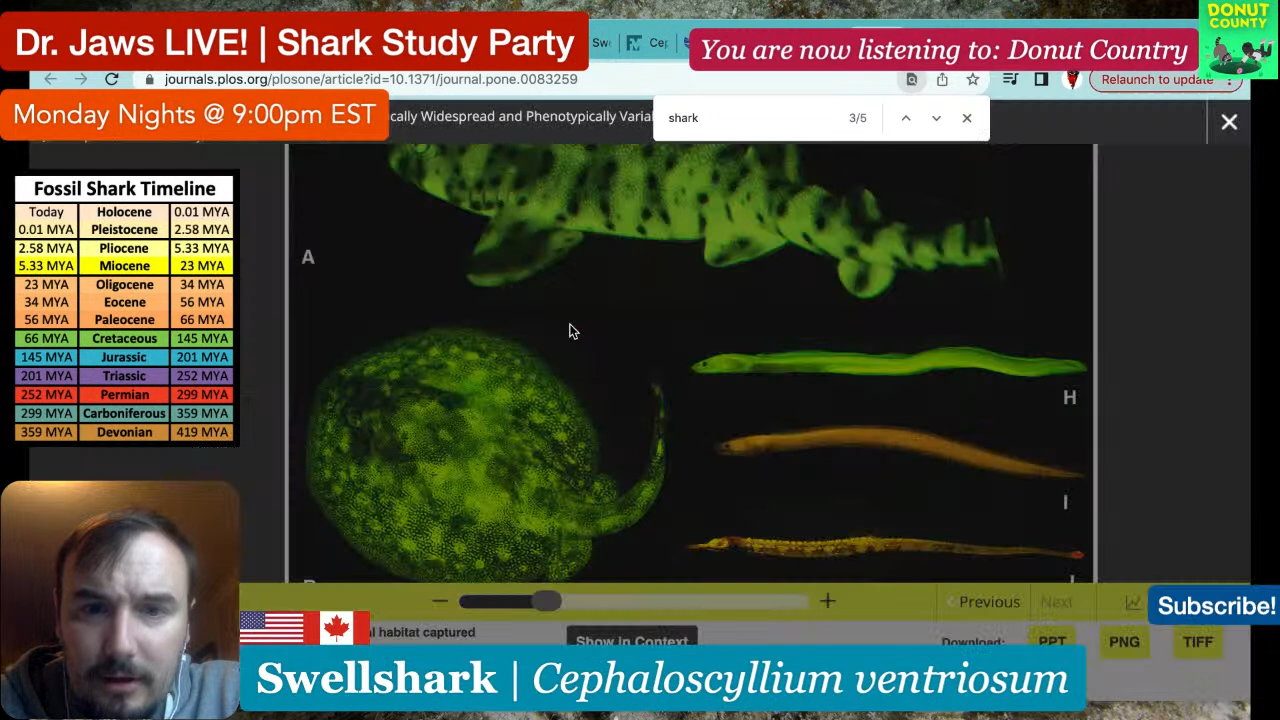 Dr. Jaws LIVE! | Shark Study Party
You are now listening to: Donut Country
DONUT
COUNTY
journals.plos.org/plosone/article?id=10.1371/journal.pone.0083259
Relaunch to update
Monday Nights @ 9:00pm EST
cally Widespread and Phenotypically Varia
shark
3/5
Fossil Shark Timeline
Today Holocene 0.01 MYA
0.01 MYA Pleistocene 2.58 MYA
2.58 MYA Pliocene 5.33 MYA
5.33 MYA Miocene 23 MYA
23 MYA Oligocene 34 MYA
34 MYA Eocene 56 MYA
56 MYA Paleocene 66 MYA
66 MYA Cretaceous 145 MYA
145 MYA Jurassic 201 MYA
201 MYA Triassic 252 MYA
252 MYA Permian 299 MYA
299 MYA Carboniferous 359 MYA
359 MYA Devonian 419 MYA
A
H
I
Previous
Next
l habitat captured
Show in Context
Download:
PPT
PNG
TIFF
Subscribe!
Swellshark | Cephaloscyllium ventriosum